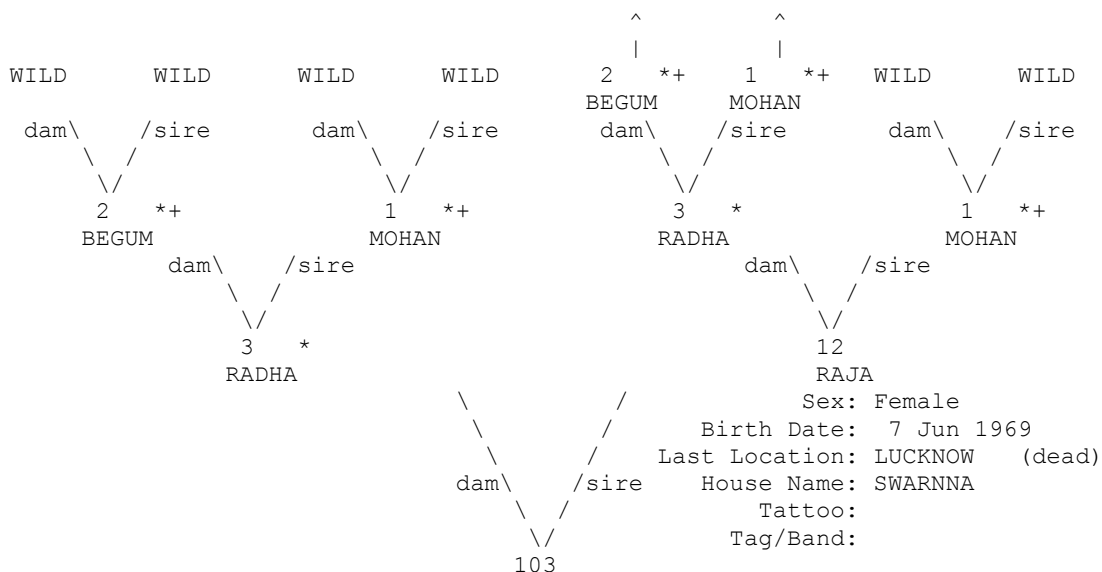 ^ ^
| |
WILD WILD WILD WILD 2 *+ 1 *+ WILD WILD
BEGUM MOHAN
dam\ /sire dam\ /sire dam\ /sire dam\ /sire
\ / \ / \ / \ /
\/ \/ \/ \/
2 *+ 1 *+ 3 * 1 *+
BEGUM MOHAN RADHA MOHAN
dam\ /sire dam\ /sire
\ / \ /
\/ \/
3 * 12
RADHA RAJA
\ / Sex: Female
\ / Birth Date: 7 Jun 1969
\ / Last Location: LUCKNOW (dead)
dam\ /sire House Name: SWARNNA
\ / Tattoo:
\/ Tag/Band:
103